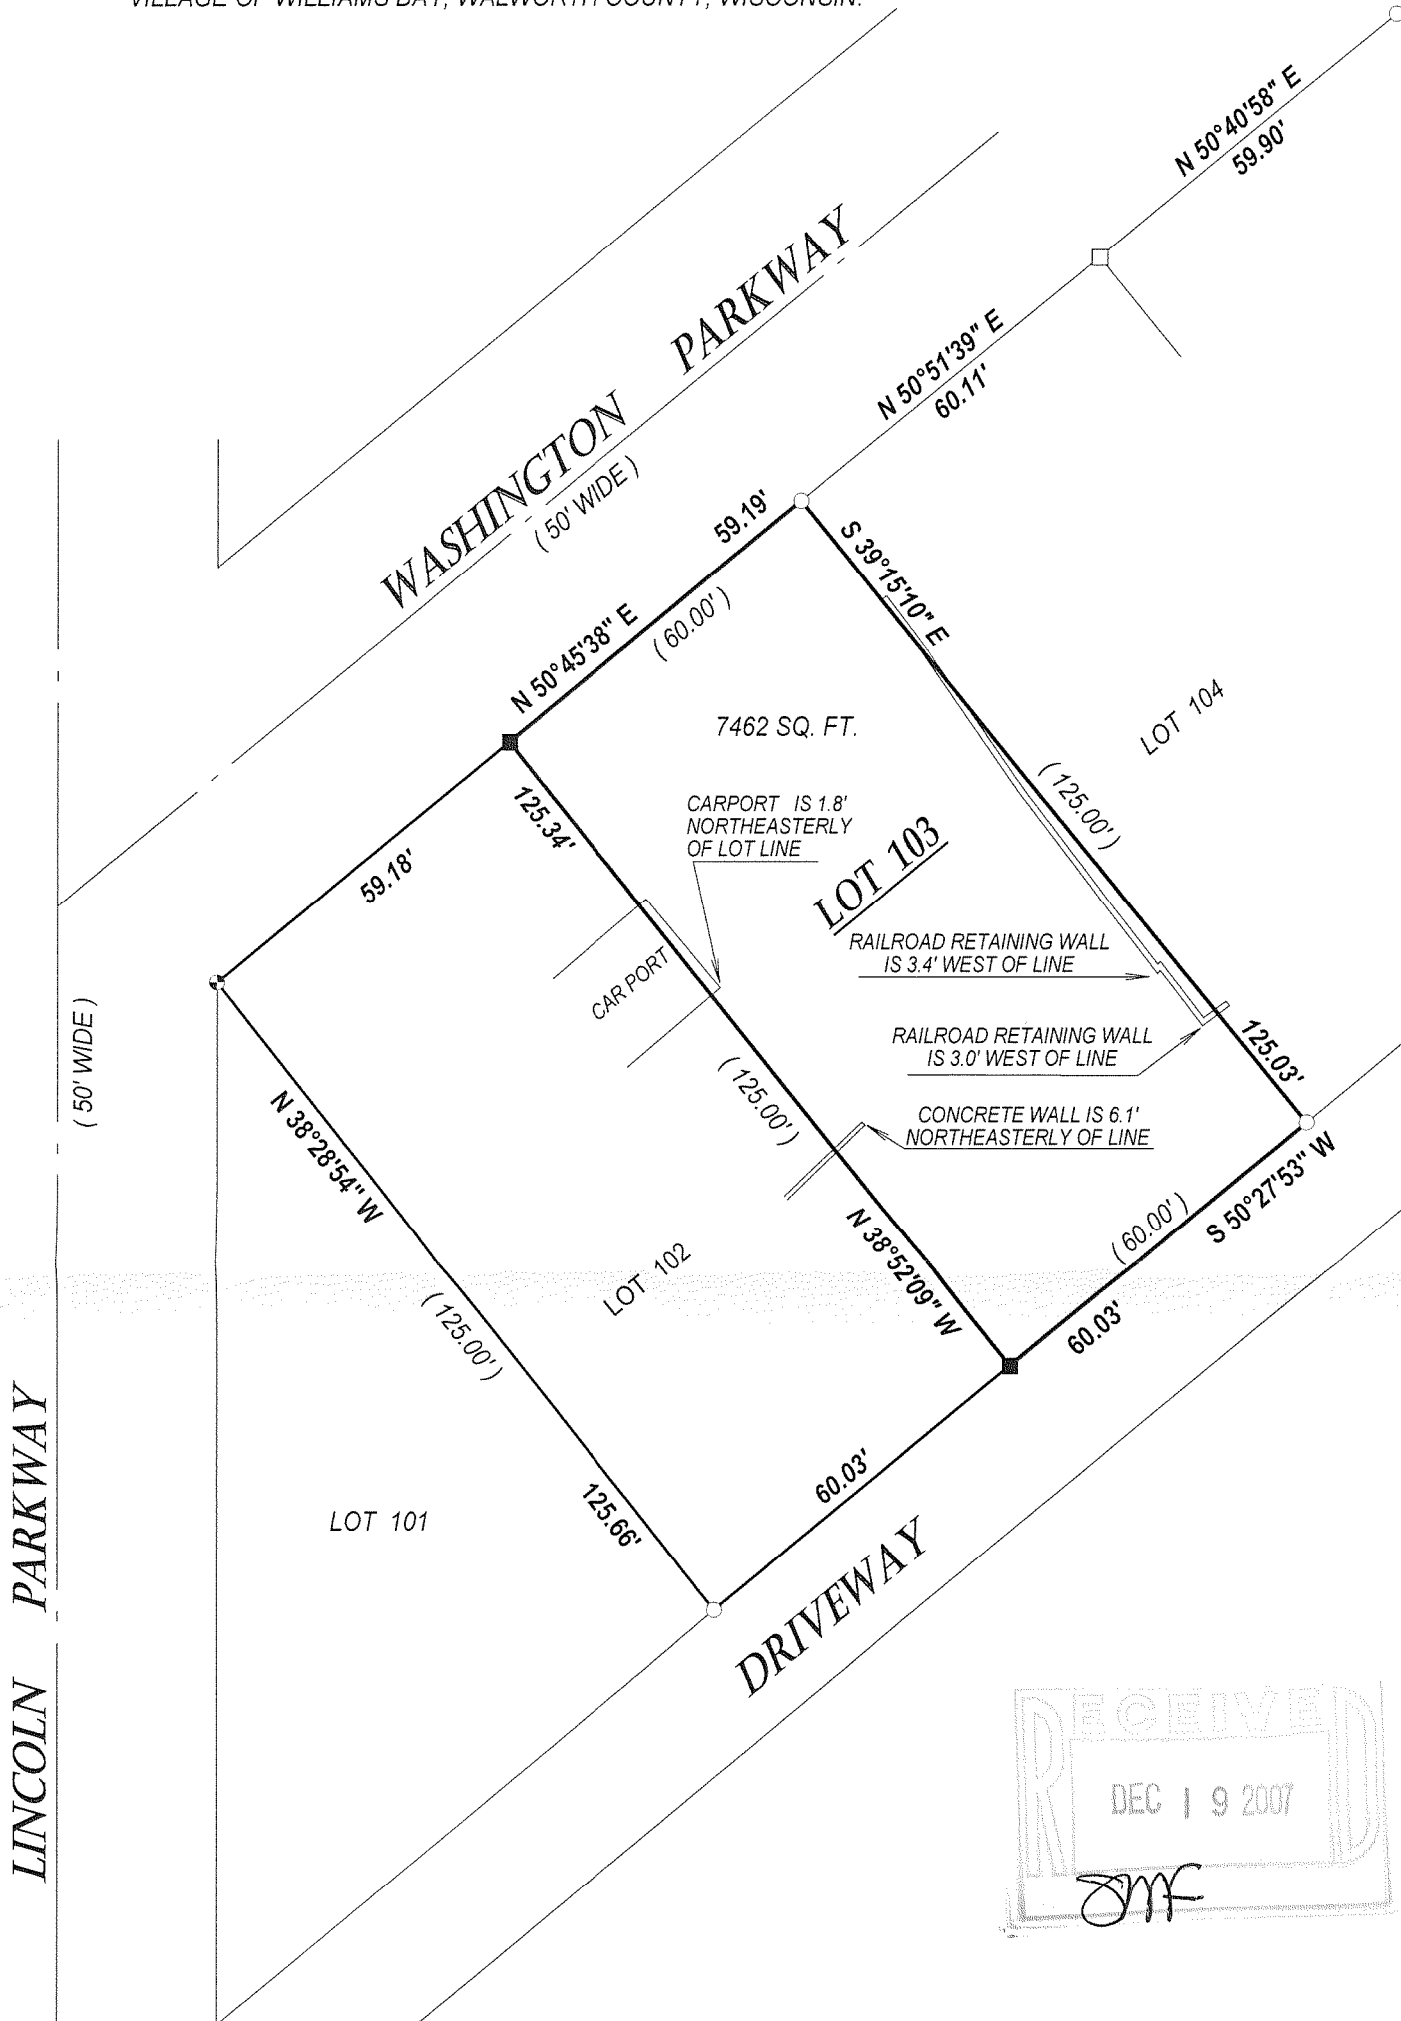 VILLAGE OF WILLIAMS BAY, WALWORTH COUNTY, WISCONSIN.
N 50°40'58" E
59.90'
WASHINGTON PARKWAY
( 50' WIDE )
N 50°51'39" E
60.11'
59.19'
N 50°45'38" E
( 60.00' )
S 39°15'10" E
7462 SQ. FT.
LOT 104
125.34'
CARPORT IS 1.8'
NORTHEASTERLY
OF LOT LINE
( 125.00' )
LOT 103
59.18'
RAILROAD RETAINING WALL
IS 3.4' WEST OF LINE
CAR PORT
( 50' WIDE )
RAILROAD RETAINING WALL
IS 3.0' WEST OF LINE
125.03'
( 125.00' )
CONCRETE WALL IS 6.1'
NORTHEASTERLY OF LINE
N 38°28'54" W
S 50°27'53" W
( 60.00' )
N 38°52'09" W
LOT 102
( 125.00' )
60.03'
LINCOLN PARKWAY
60.03'
125.66'
LOT 101
DRIVEWAY
RECEIVED
DEC 19 2007